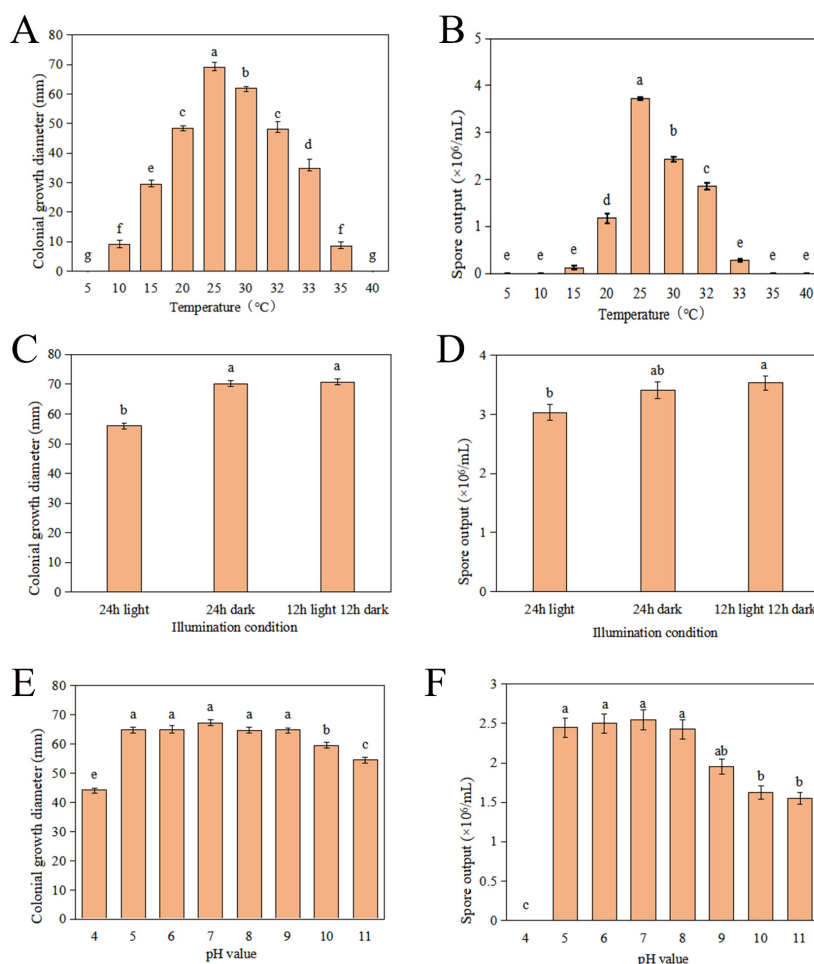 A
Colonial growth diameter (mm)
80
70
60
50
40
30
20
10
0
g f e c a b c d f g
5 10 15 20 25 30 32 33 35 40
Temperature (℃)
B
Spore output (×10⁶/mL)
5
4
3
2
1
0
e e e d a b c e e e
5 10 15 20 25 30 32 33 35 40
Temperature (℃)
C
Colonial growth diameter (mm)
80
70
60
50
40
30
20
10
0
b a a
24h light 24h dark 12h light 12h dark
Illumination condition
D
Spore output (×10⁶/mL)
4
3
2
1
0
b ab a
24h light 24h dark 12h light 12h dark
Illumination condition
E
Colonial growth diameter (mm)
80
70
60
50
40
30
20
10
0
e a a a a a b c
4 5 6 7 8 9 10 11
pH value
F
Spore output (×10⁶/mL)
3
2.5
2
1.5
1
0.5
0
c a a a a ab b b
4 5 6 7 8 9 10 11
pH value